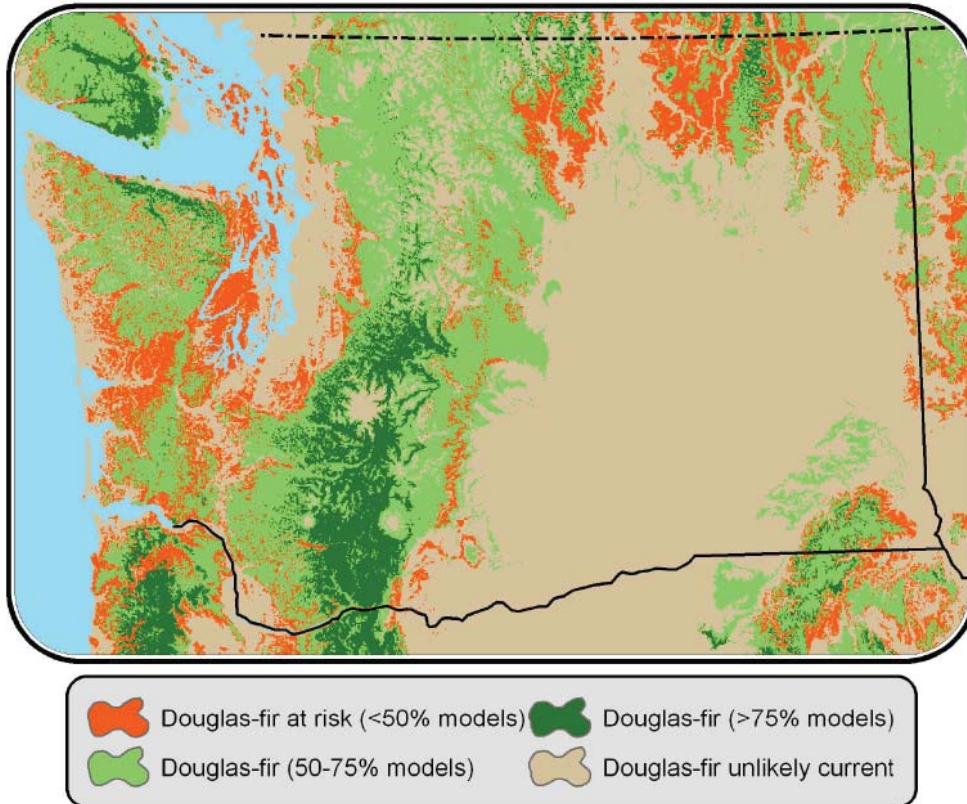 Douglas-fir at risk (<50% models)
Douglas-fir (>75% models)
Douglas-fir (50-75% models)
Douglas-fir unlikely current